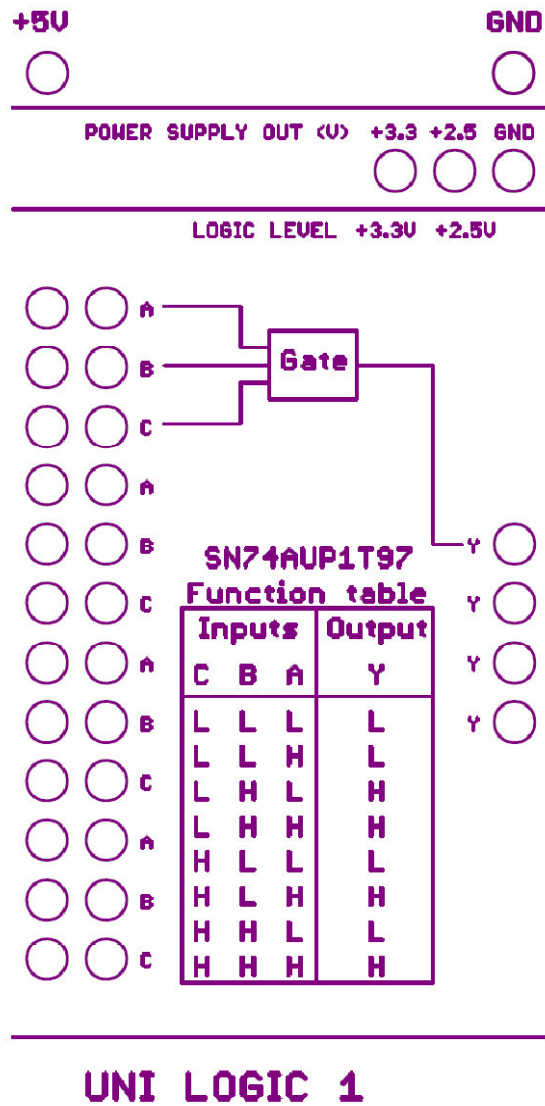 +5V GND
POWER SUPPLY OUT (V) +3.3 +2.5 GND
LOGIC LEVEL +3.3V +2.5V
A
B Gate
C
A
B Y
SN74AUP1T97
Function table
C Y
Inputs Output
A Y
C B A Y
B Y
L L L L
L L H L
C
L H L H
L H H H
A
H L L L
H L H H
B
H H L L
C
H H H H
UNI LOGIC 1